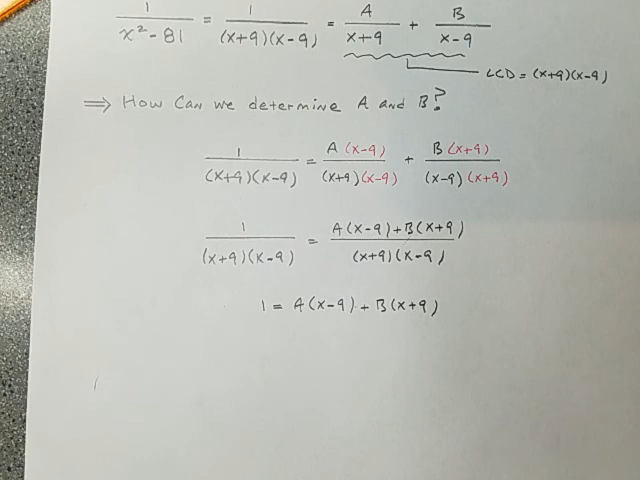 1/(x²-81) = 1/((x+9)(x-9)) = A/(x+9) + B/(x-9)
LCD = (x+9)(x-9)
⟹ How Can we determine A and B?
1/((x+9)(x-9)) = A(x-9)/((x+9)(x-9)) + B(x+9)/((x-9)(x+9))
1/((x+9)(x-9)) = (A(x-9)+B(x+9))/((x+9)(x-9))
1 = A(x-9) + B(x+9)